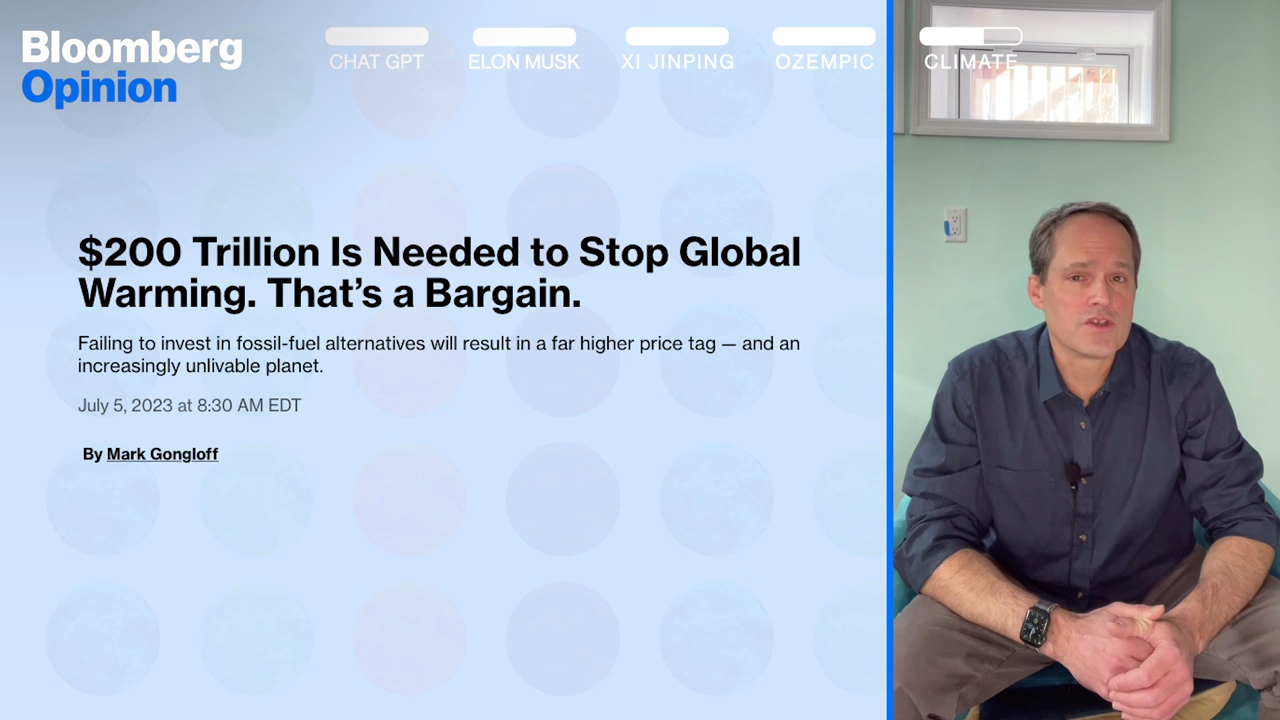 Bloomberg
Opinion
CHAT GPT
ELON MUSK
XI JINPING
OZEMPIC
CLIMATE
$200 Trillion Is Needed to Stop Global
Warming. That’s a Bargain.
Failing to invest in fossil-fuel alternatives will result in a far higher price tag — and an
increasingly unlivable planet.
July 5, 2023 at 8:30 AM EDT
By Mark Gongloff